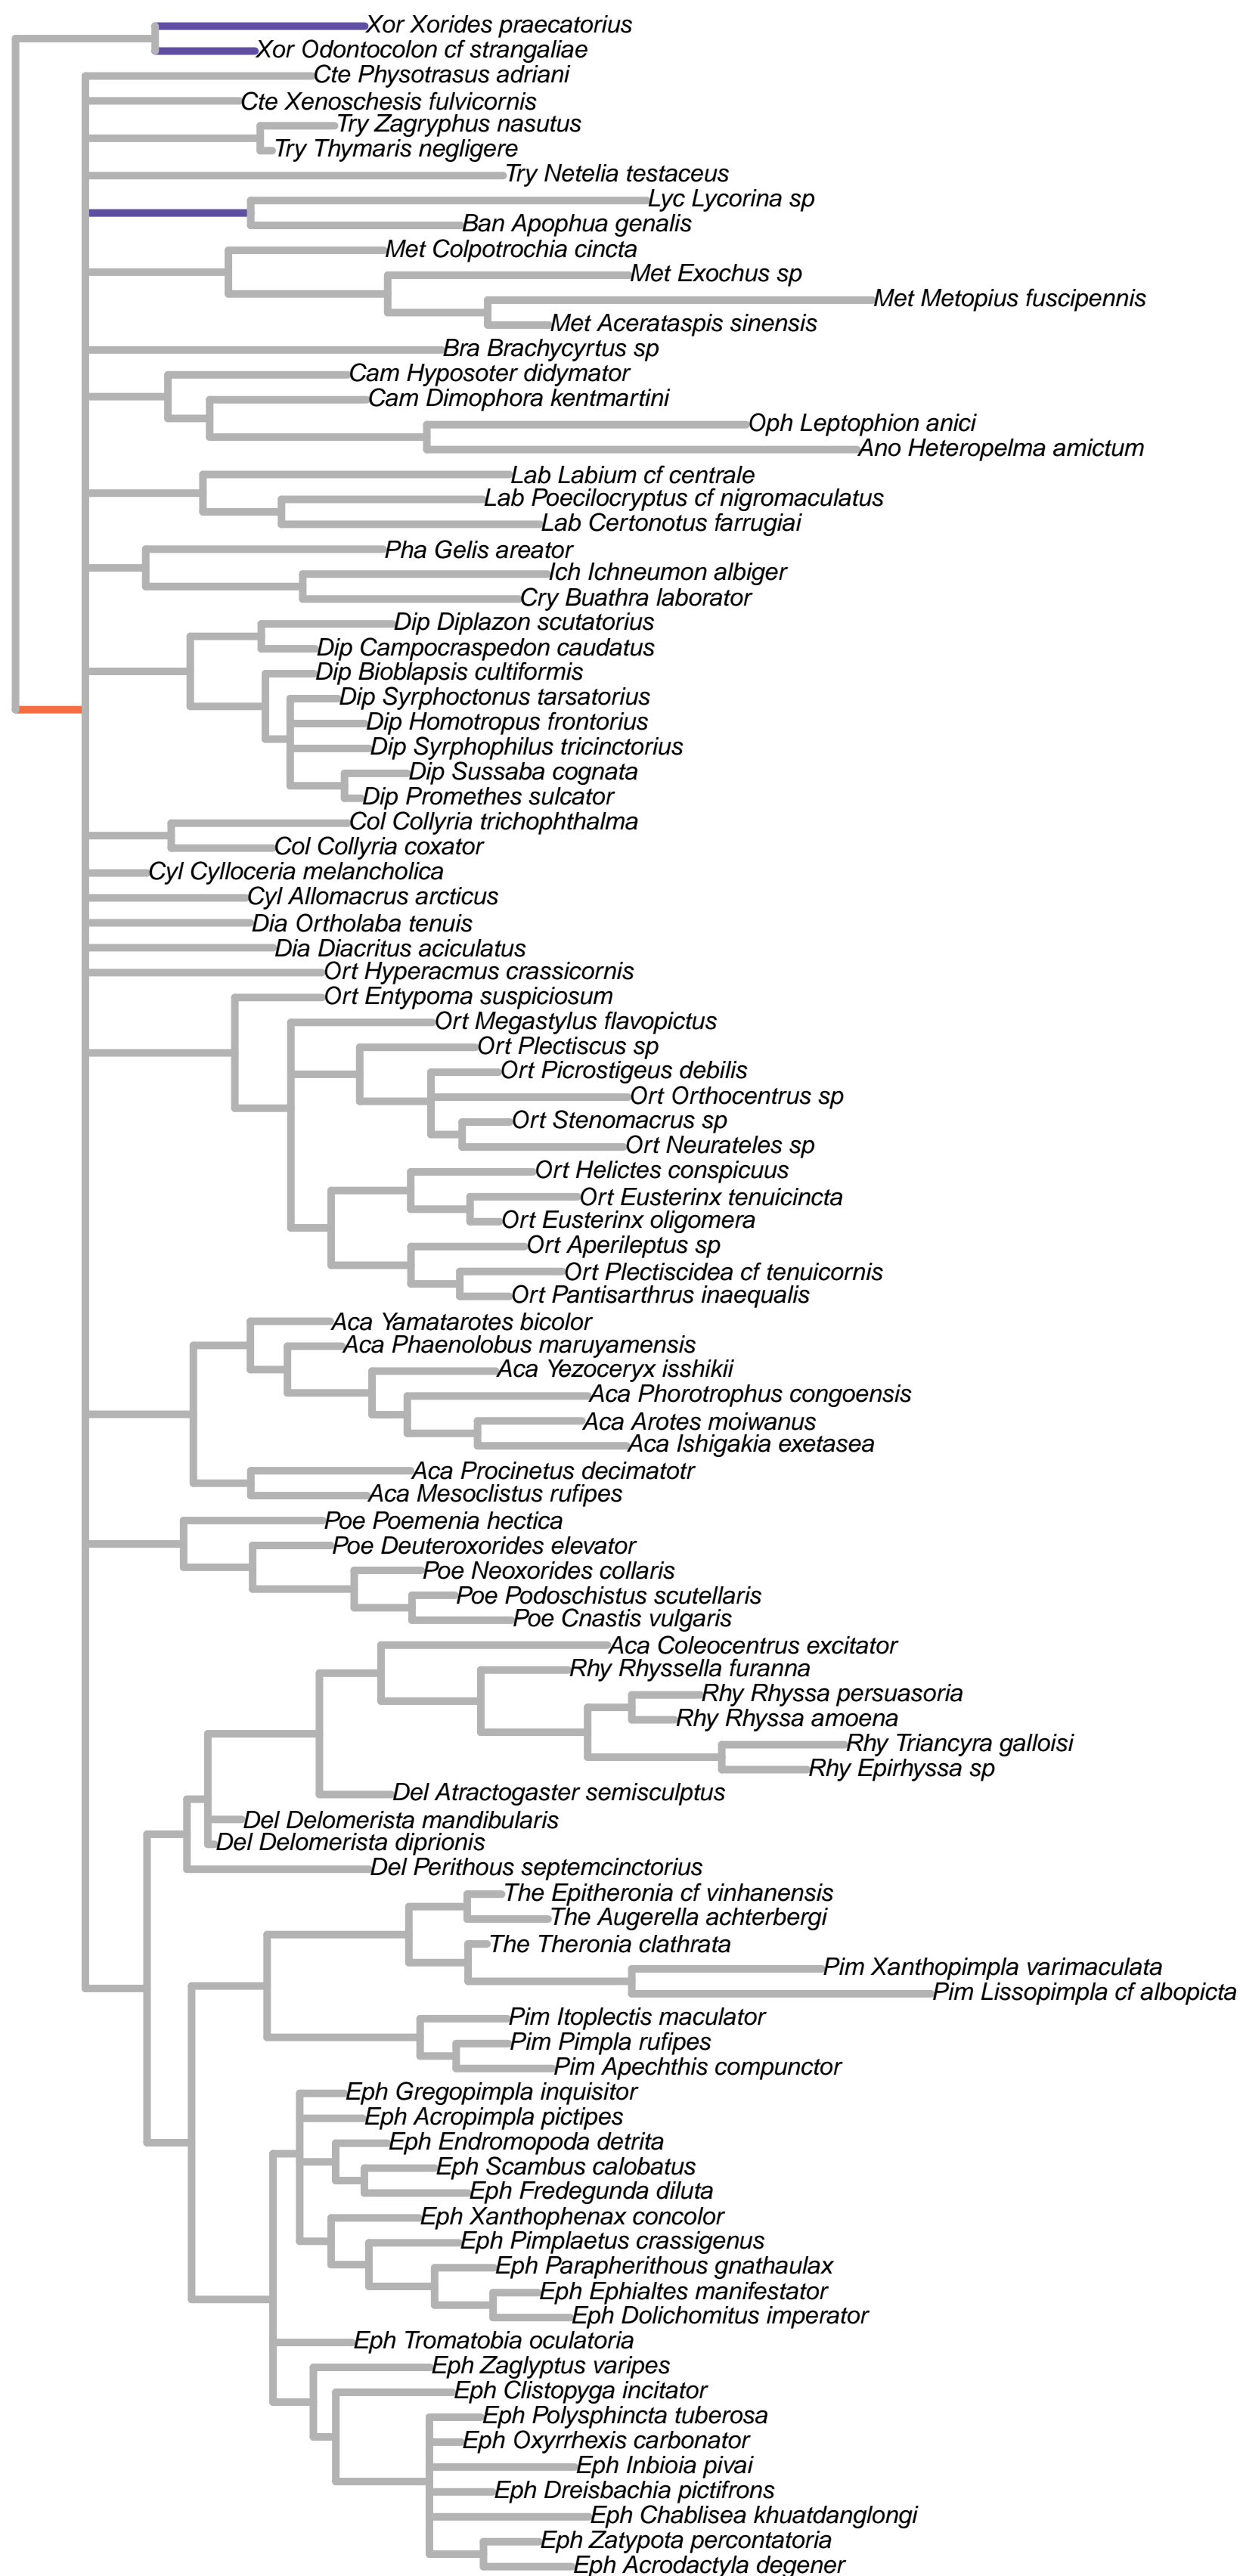 Xor Xorides praecatorius
Xor Odontocolon cf strangaliae
Cte Physotrasus adriani
Cte Xenoschesis fulvicornis
Try Zagryphus nasutus
Try Thymaris negligere
Try Netelia testaceus
Lyc Lycorina sp
Ban Apophua genalis
Met Colpotrochia cincta
Met Exochus sp
Met Metopius fuscipennis
Met Acerataspis sinensis
Bra Brachycyrtus sp
Cam Hyposoter didymator
Cam Dimophora kentmartini
Oph Leptophion anici
Ano Heteropelma amictum
Lab Labium cf centrale
Lab Poecilocryptus cf nigromaculatus
Lab Certonotus farrugiai
Pha Gelis areator
Ich Ichneumon albiger
Cry Buathra laborator
Dip Diplazon scutatorius
Dip Campocraspedon caudatus
Dip Bioblapsis cultiformis
Dip Syrphoctonus tarsatorius
Dip Homotropus frontorius
Dip Syrphophilus tricinctorius
Dip Sussaba cognata
Dip Promethes sulcator
Col Collyria trichophthalma
Col Collyria coxator
Cyl Cylloceria melancholica
Cyl Allomacrus arcticus
Dia Ortholaba tenuis
Dia Diacritus aciculatus
Ort Hyperacmus crassicornis
Ort Entypoma suspiciosum
Ort Megastylus flavopictus
Ort Plectiscus sp
Ort Picrostigeus debilis
Ort Orthocentrus sp
Ort Stenomacrus sp
Ort Neurateles sp
Ort Helictes conspicuus
Ort Eusterinx tenuicincta
Ort Eusterinx oligomera
Ort Aperileptus sp
Ort Plectiscidea cf tenuicornis
Ort Pantisarthrus inaequalis
Aca Yamatarotes bicolor
Aca Phaenolobus maruyamensis
Aca Yezoceryx isshikii
Aca Phorotrophus congoensis
Aca Arotes moiwanus
Aca Ishigakia exetasea
Aca Procinetus decimatotr
Aca Mesoclistus rufipes
Poe Poemenia hectica
Poe Deuteroxorides elevator
Poe Neoxorides collaris
Poe Podoschistus scutellaris
Poe Cnastis vulgaris
Aca Coleocentrus excitator
Rhy Rhyssella furanna
Rhy Rhyssa persuasoria
Rhy Rhyssa amoena
Rhy Triancyra galloisi
Rhy Epirhyssa sp
Del Atractogaster semisculptus
Del Delomerista mandibularis
Del Delomerista diprionis
Del Perithous septemcinctorius
The Epitheronia cf vinhanensis
The Augerella achterbergi
The Theronia clathrata
Pim Xanthopimpla varimaculata
Pim Lissopimpla cf albopicta
Pim Itoplectis maculator
Pim Pimpla rufipes
Pim Apechthis compunctor
Eph Gregopimpla inquisitor
Eph Acropimpla pictipes
Eph Endromopoda detrita
Eph Scambus calobatus
Eph Fredegunda diluta
Eph Xanthophenax concolor
Eph Pimplaetus crassigenus
Eph Parapherithous gnathaulax
Eph Ephialtes manifestator
Eph Dolichomitus imperator
Eph Tromatobia oculatoria
Eph Zaglyptus varipes
Eph Clistopyga incitator
Eph Polysphincta tuberosa
Eph Oxyrrhexis carbonator
Eph Inbioia pivai
Eph Dreisbachia pictifrons
Eph Chablisea khuatdanglongi
Eph Zatypota percontatoria
Eph Acrodactyla degener